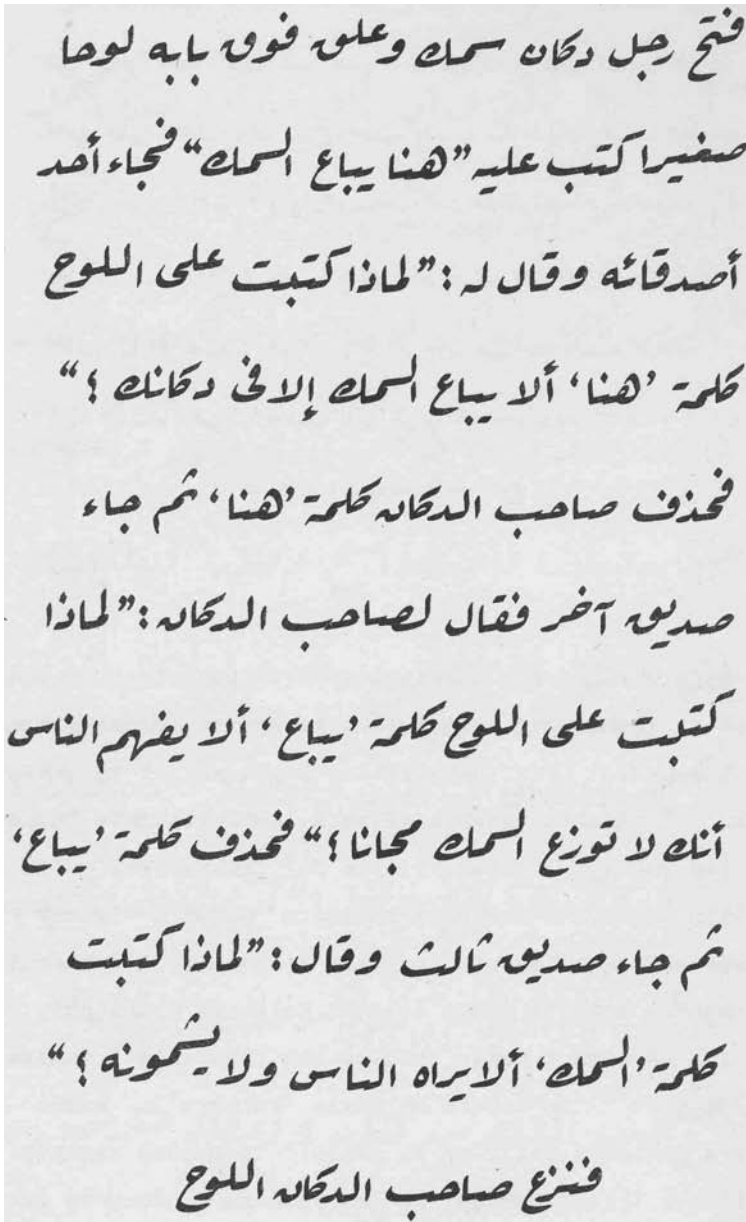 فتح رجل دكان سمك وعلق فوق بابه لوحا
صغيرا كتب عليه ”هنا يباع السمك“ فجاء أحد
أصدقائه وقال له : ”لماذا كتبت على اللوح
كلمة ’هنا‘ ألا يباع السمك إلا فى دكانك ؟“
فحذف صاحب الدكان كلمة ’هنا‘، ثم جاء
صديق آخر فقال لصاحب الدكان : ”لماذا
كتبت على اللوح كلمة ’يباع‘ ألا يفهم الناس
أنك لا توزع السمك مجانا ؟“ فحذف كلمة ’يباع‘
ثم جاء صديق ثالث وقال : ”لماذا كتبت
كلمة ’السمك‘ ألا يراه الناس ولا يشمونه ؟“
فنزع صاحب الدكان اللوح